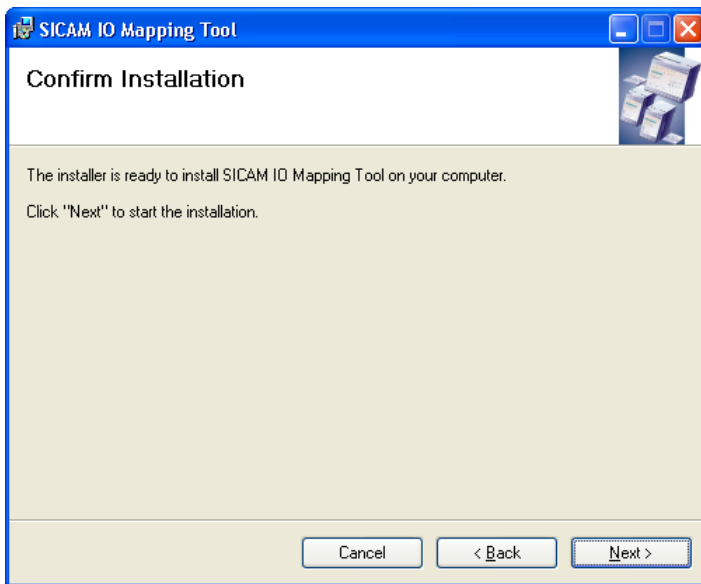 SICAM IO Mapping Tool
Confirm Installation
The installer is ready to install SICAM IO Mapping Tool on your computer.
Click "Next" to start the installation.
Cancel
< Back
Next >